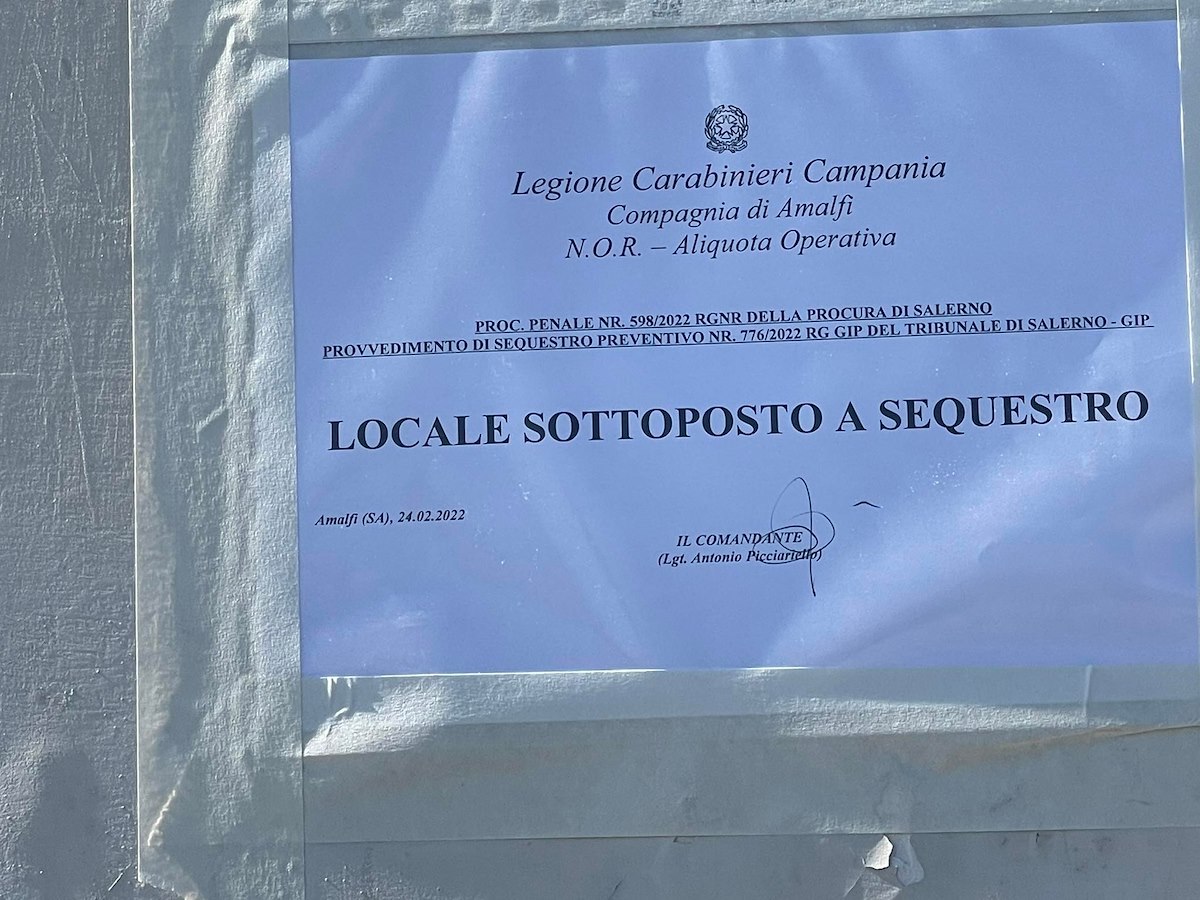 Legione Carabinieri Campania
Compagnia di Amalfi
N.O.R. – Aliquota Operativa
PROC. PENALE NR. 598/2022 RGNR DELLA PROCURA DI SALERNO
PROVVEDIMENTO DI SEQUESTRO PREVENTIVO NR. 776/2022 RG GIP DEL TRIBUNALE DI SALERNO - GIP
LOCALE SOTTOPOSTO A SEQUESTRO
Amalfi (SA), 24.02.2022
IL COMANDANTE
(Lgt. Antonio Picciariello)